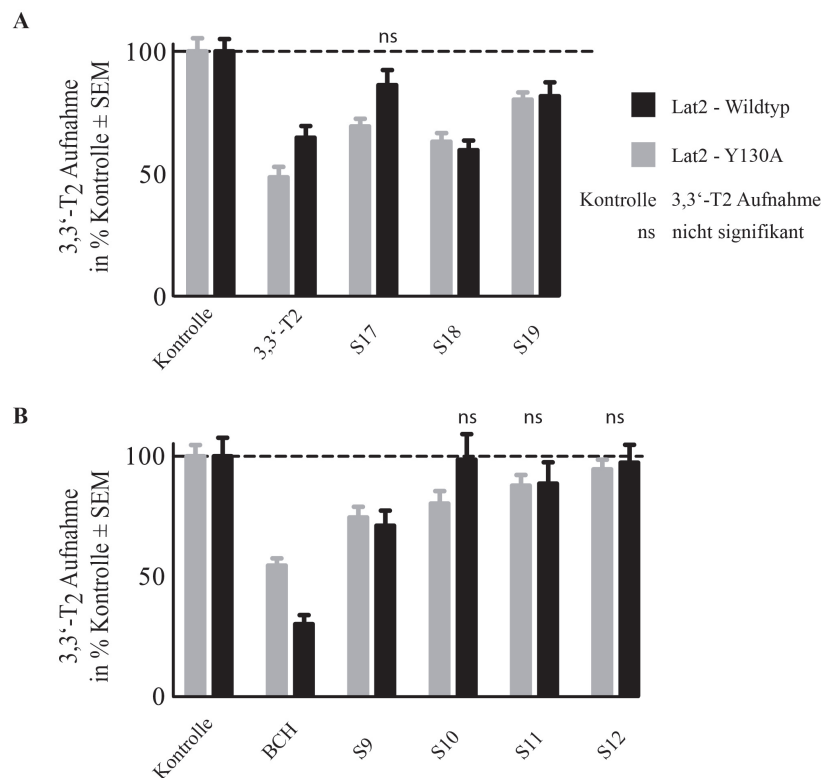 A
3,3‘-T2 Aufnahme
in % Kontrolle ± SEM
100
50
0
ns
Kontrolle
3,3‘-T2
S17
S18
S19
Lat2 - Wildtyp
Lat2 - Y130A
Kontrolle 3,3‘-T2 Aufnahme
ns nicht signifikant
B
3,3‘-T2 Aufnahme
in % Kontrolle ± SEM
100
50
0
ns ns ns
Kontrolle
BCH
S9
S10
S11
S12